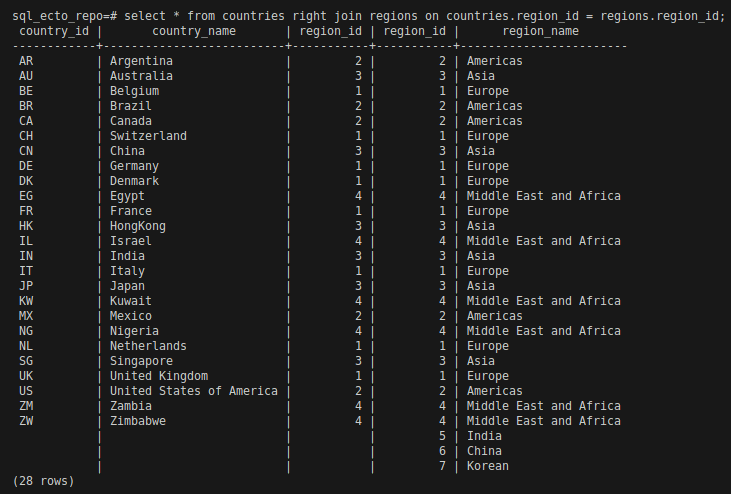 sql_ecto_repo=# select * from countries right join regions on countries.region_id = regions.region_id;
 country_id |       country_name       | region_id | region_id |      region_name
------------+--------------------------+-----------+-----------+------------------------
 AR         | Argentina                |         2 |         2 | Americas
 AU         | Australia                |         3 |         3 | Asia
 BE         | Belgium                  |         1 |         1 | Europe
 BR         | Brazil                   |         2 |         2 | Americas
 CA         | Canada                   |         2 |         2 | Americas
 CH         | Switzerland              |         1 |         1 | Europe
 CN         | China                    |         3 |         3 | Asia
 DE         | Germany                  |         1 |         1 | Europe
 DK         | Denmark                  |         1 |         1 | Europe
 EG         | Egypt                    |         4 |         4 | Middle East and Africa
 FR         | France                   |         1 |         1 | Europe
 HK         | HongKong                 |         3 |         3 | Asia
 IL         | Israel                   |         4 |         4 | Middle East and Africa
 IN         | India                    |         3 |         3 | Asia
 IT         | Italy                    |         1 |         1 | Europe
 JP         | Japan                    |         3 |         3 | Asia
 KW         | Kuwait                   |         4 |         4 | Middle East and Africa
 MX         | Mexico                   |         2 |         2 | Americas
 NG         | Nigeria                  |         4 |         4 | Middle East and Africa
 NL         | Netherlands              |         1 |         1 | Europe
 SG         | Singapore                |         3 |         3 | Asia
 UK         | United Kingdom           |         1 |         1 | Europe
 US         | United States of America |         2 |         2 | Americas
 ZM         | Zambia                   |         4 |         4 | Middle East and Africa
 ZW         | Zimbabwe                 |         4 |         4 | Middle East and Africa
            |                          |           |         5 | India
            |                          |           |         6 | China
            |                          |           |         7 | Korean
(28 rows)